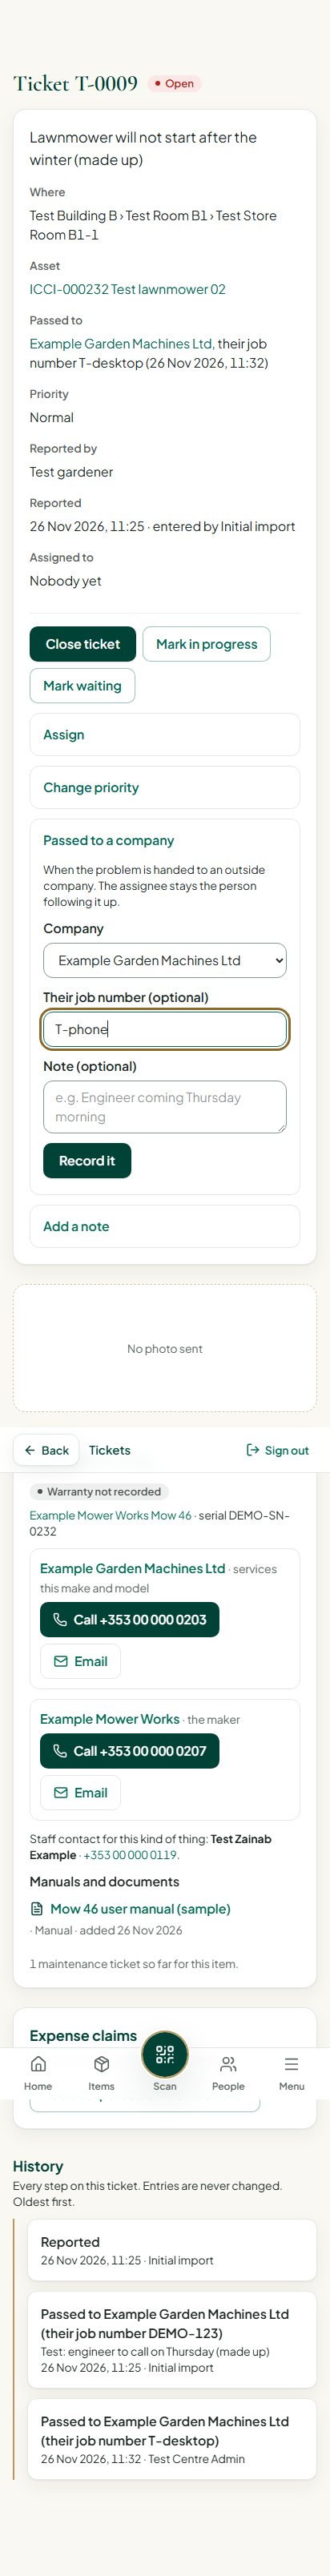 Ticket T-0009
Open
Lawnmower will not start after the
winter (made up)
Where
Test Building B › Test Room B1 › Test Store
Room B1-1
Asset
ICCI-000232 Test lawnmower 02
Passed to
Example Garden Machines Ltd, their job
number T-desktop (26 Nov 2026, 11:32)
Priority
Normal
Reported by
Test gardener
Reported
26 Nov 2026, 11:25 · entered by Initial import
Assigned to
Nobody yet
Close ticket
Mark in progress
Mark waiting
Assign
Change priority
Passed to a company
When the problem is handed to an outside
company. The assignee stays the person
following it up.
Company
Example Garden Machines Ltd
Their job number (optional)
T-phone
Note (optional)
e.g. Engineer coming Thursday
morning
Record it
Add a note
No photo sent
Back
Tickets
Sign out
Warranty not recorded
Example Mower Works Mow 46 · serial DEMO-SN-
0232
Example Garden Machines Ltd · services
this make and model
Call +353 00 000 0203
Email
Example Mower Works · the maker
Call +353 00 000 0207
Email
Staff contact for this kind of thing: Test Zainab
Example · +353 00 000 0119.
Manuals and documents
Mow 46 user manual (sample)
· Manual · added 26 Nov 2026
1 maintenance ticket so far for this item.
Expense claims
Home
Items
Scan
People
Menu
History
Every step on this ticket. Entries are never changed.
Oldest first.
Reported
26 Nov 2026, 11:25 · Initial import
Passed to Example Garden Machines Ltd
(their job number DEMO-123)
Test: engineer to call on Thursday (made up)
26 Nov 2026, 11:25 · Initial import
Passed to Example Garden Machines Ltd
(their job number T-desktop)
26 Nov 2026, 11:32 · Test Centre Admin